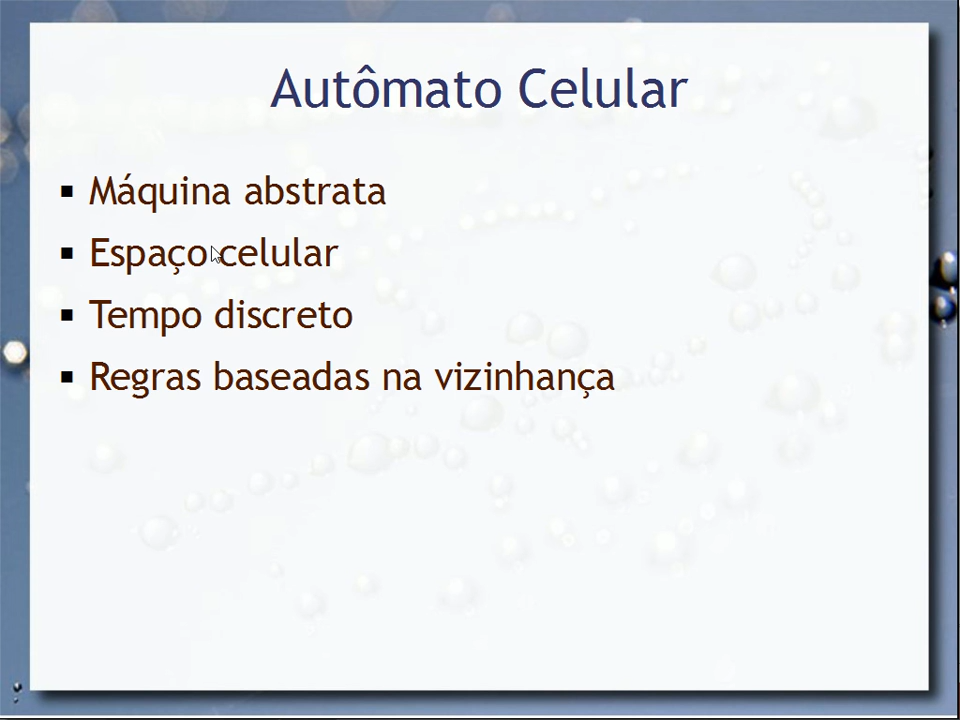 Autômato Celular
Máquina abstrata
Espaço celular
Tempo discreto
Regras baseadas na vizinhança